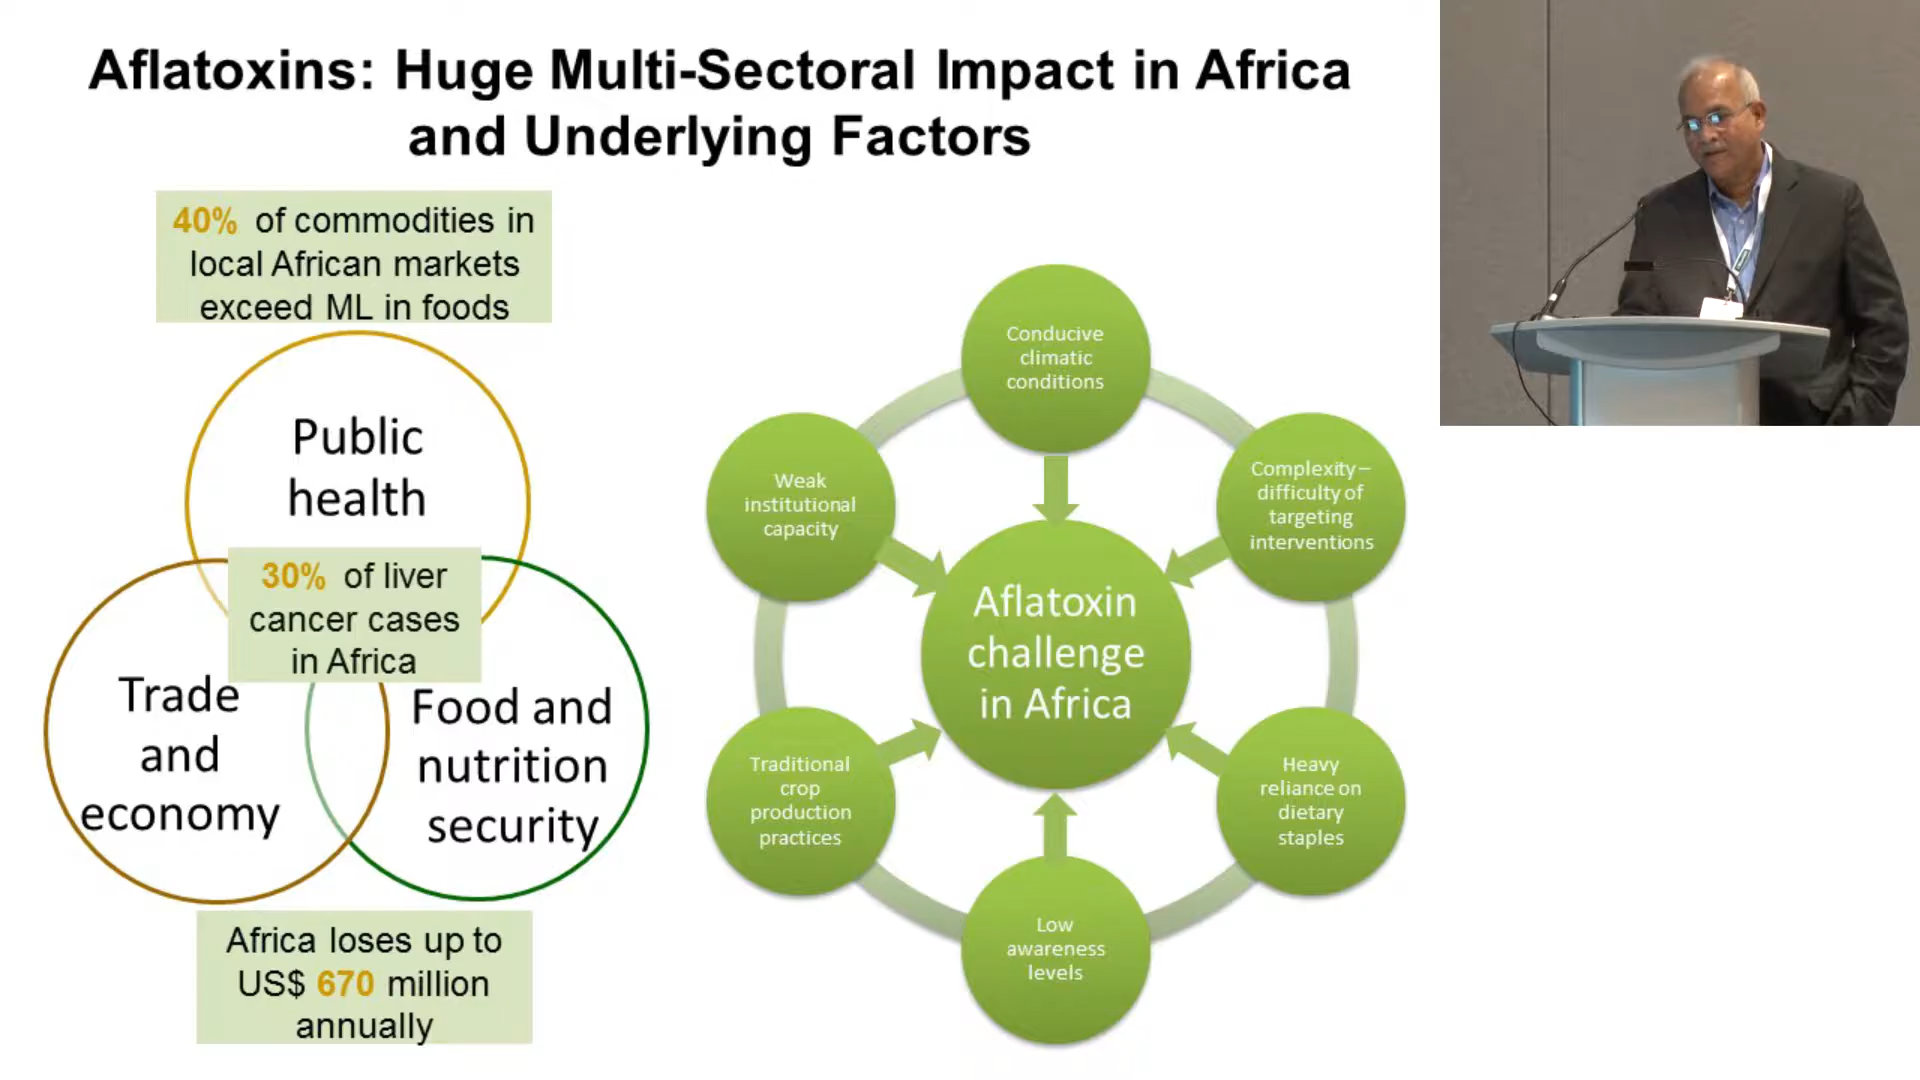 Aflatoxins: Huge Multi-Sectoral Impact in Africa
and Underlying Factors
40% of commodities in
local African markets
exceed ML in foods
Public
health
30% of liver
cancer cases
in Africa
Trade
and
economy
Food and
nutrition
security
Africa loses up to
US$ 670 million
annually
Conducive
climatic
conditions
Complexity –
difficulty of
targeting
interventions
Heavy
reliance on
dietary
staples
Low
awareness
levels
Traditional
crop
production
practices
Weak
institutional
capacity
Aflatoxin
challenge
in Africa